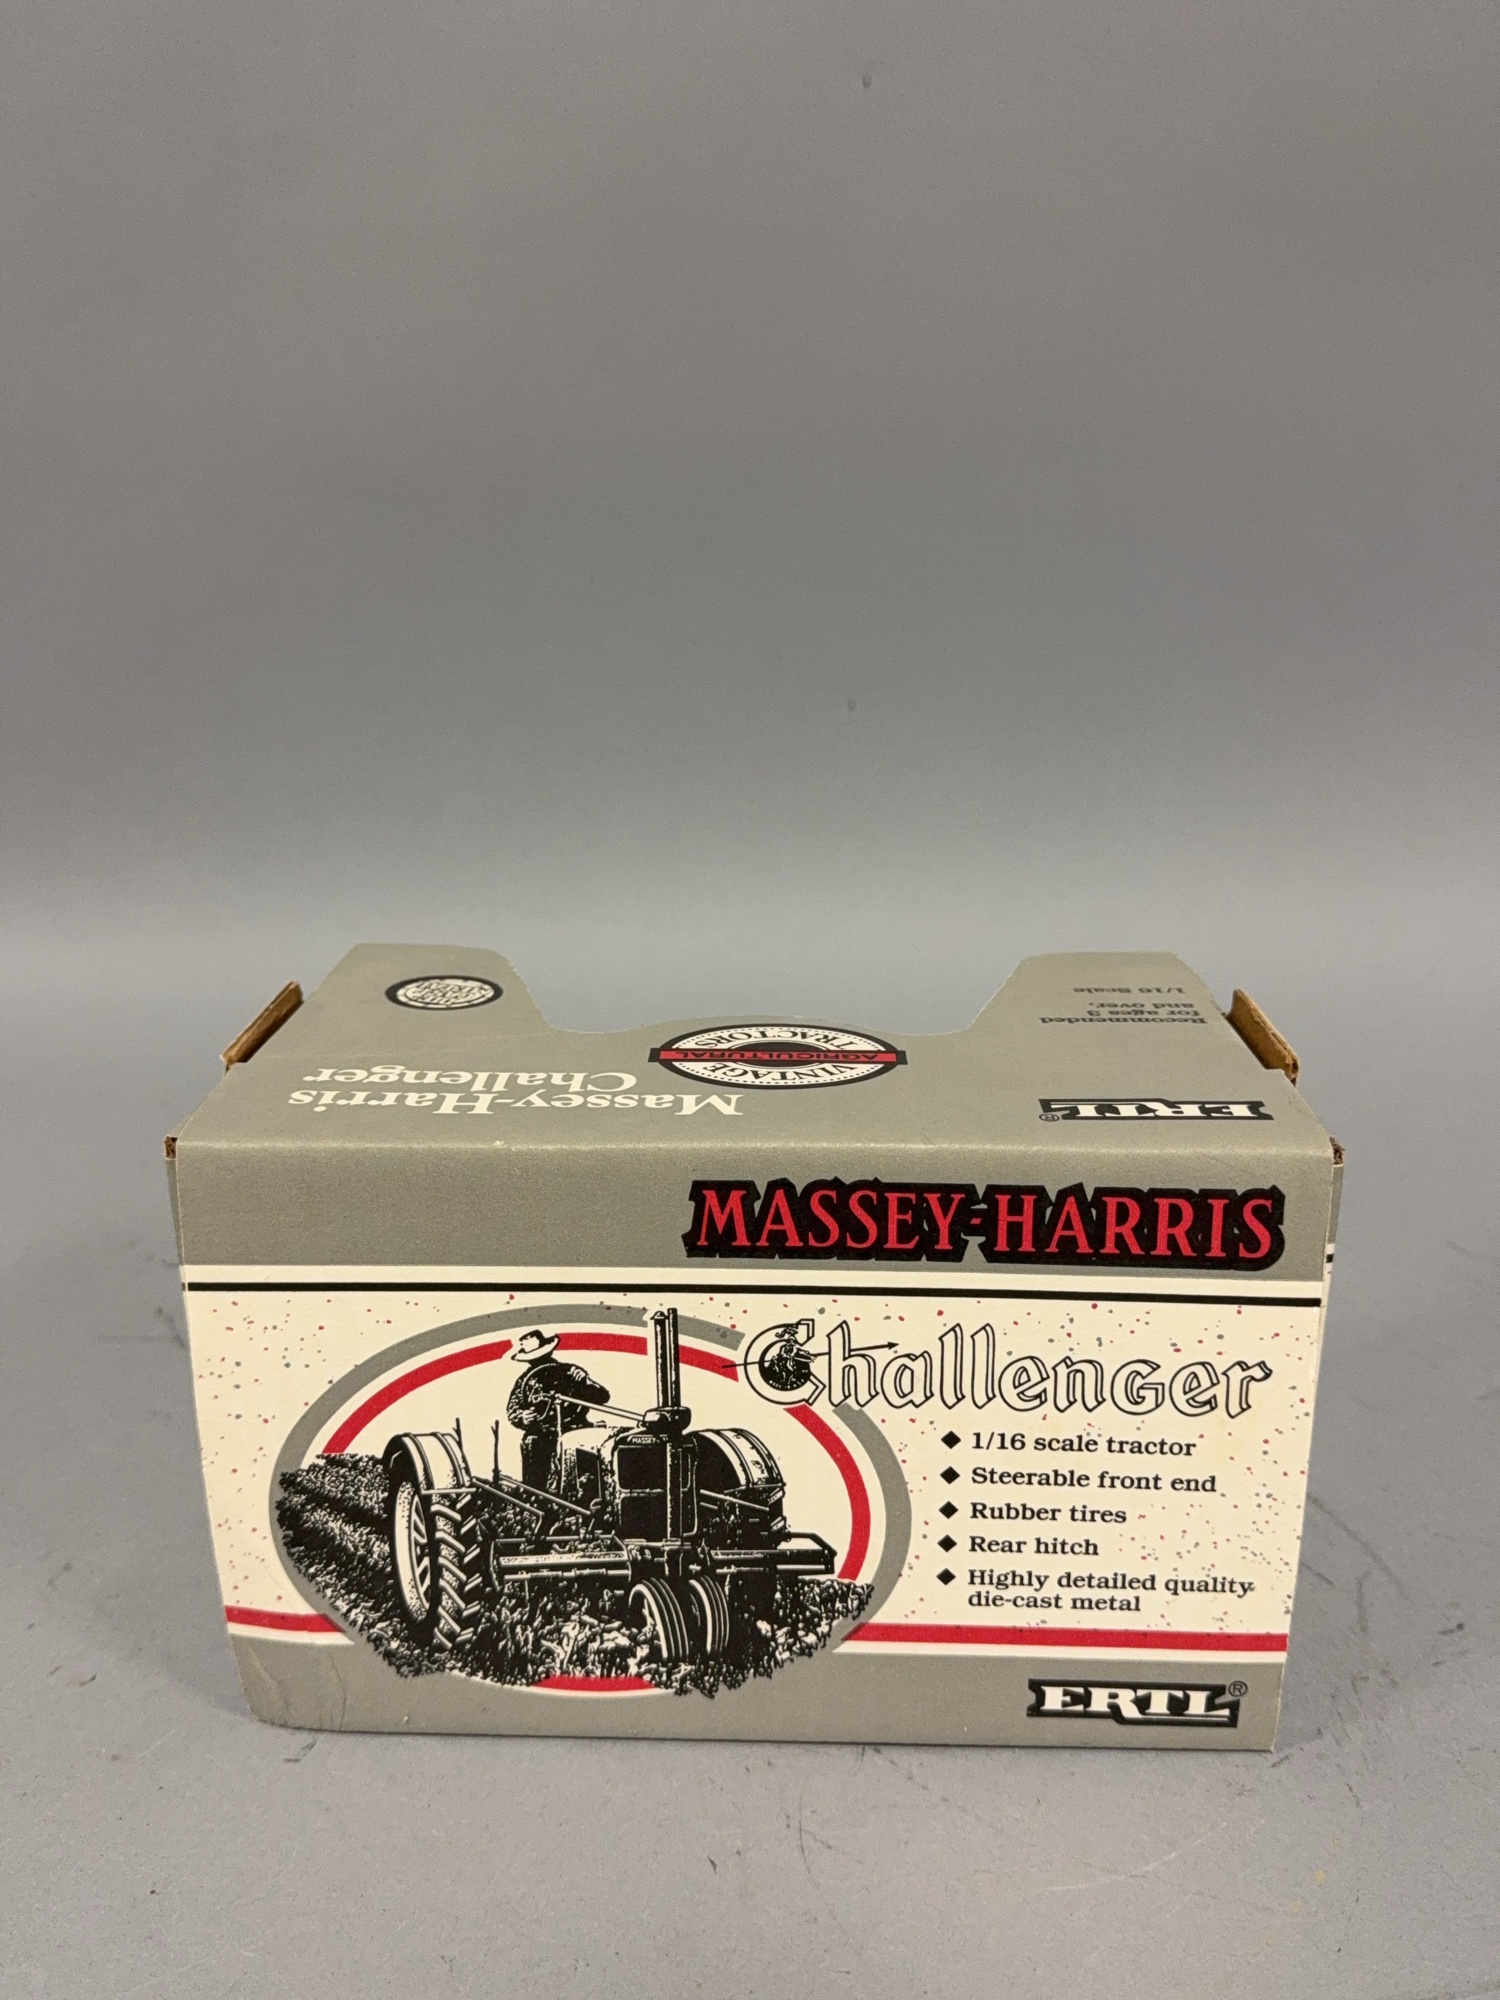 1/16 Scale
Recommended
for ages 3
and over.
VINTAGE
AGRICULTURAL
TRACTORS
Massey-Harris
Challenger
ERTL®
MASSEY-HARRIS
Challenger
MASSEY
◆ 1/16 scale tractor
◆ Steerable front end
◆ Rubber tires
◆ Rear hitch
◆ Highly detailed quality
die-cast metal
ERTL®